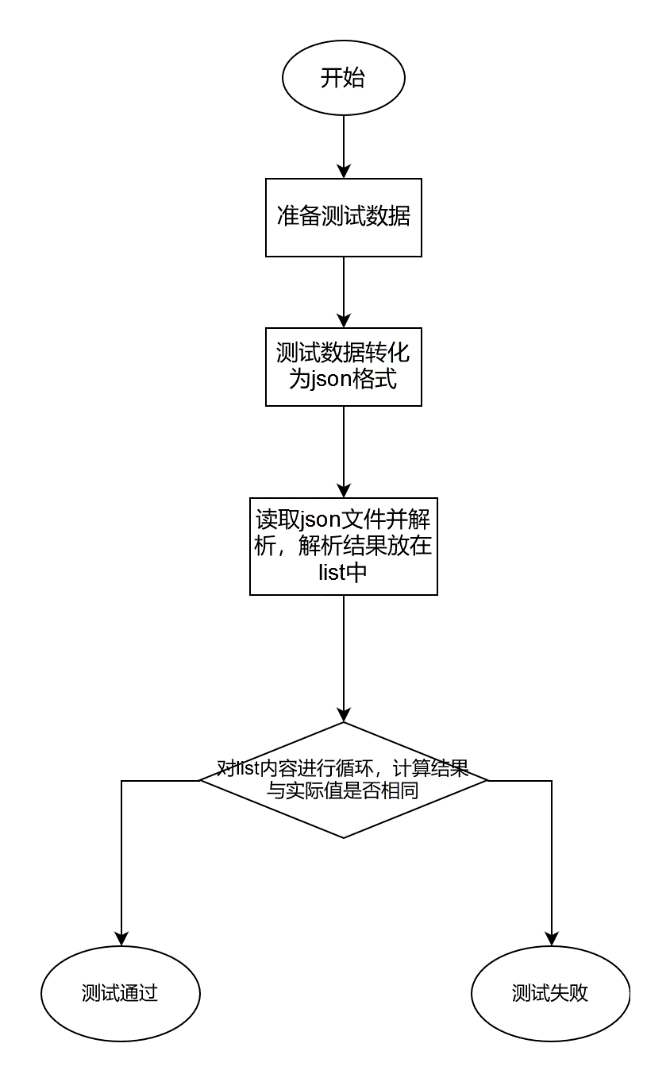 开始
准备测试数据
测试数据转化
为json格式
读取json文件并解
析，解析结果放在
list中
对list内容进行循环，计算结果
与实际值是否相同
测试通过
测试失败